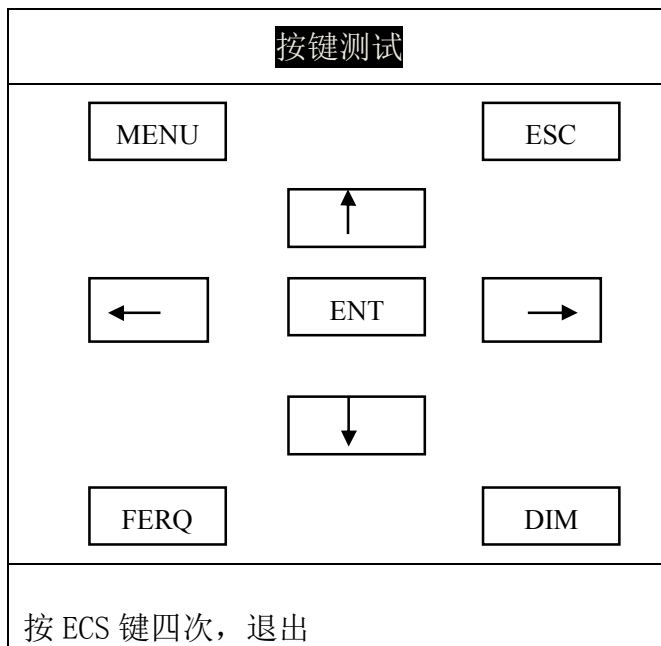 按键测试
MENU ESC
↑
← ENT →
↓
FERQ DIM
按 ECS 键四次，退出